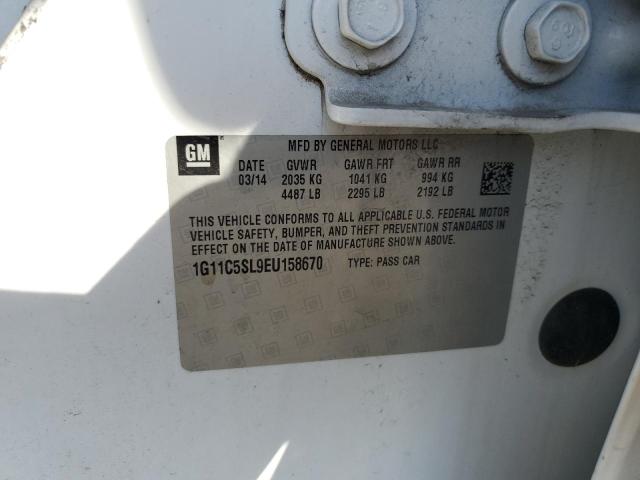 GM
MFD BY GENERAL MOTORS LLC
DATE GVWR GAWR FRT GAWR RR
03/14 2035 KG 1041 KG 994 KG
4487 LB 2295 LB 2192 LB
THIS VEHICLE CONFORMS TO ALL APPLICABLE U.S. FEDERAL MOTOR
VEHICLE SAFETY, BUMPER, AND THEFT PREVENTION STANDARDS IN
EFFECT ON THE DATE OF MANUFACTURE SHOWN ABOVE.
1G11C5SL9EU158670 TYPE: PASS CAR